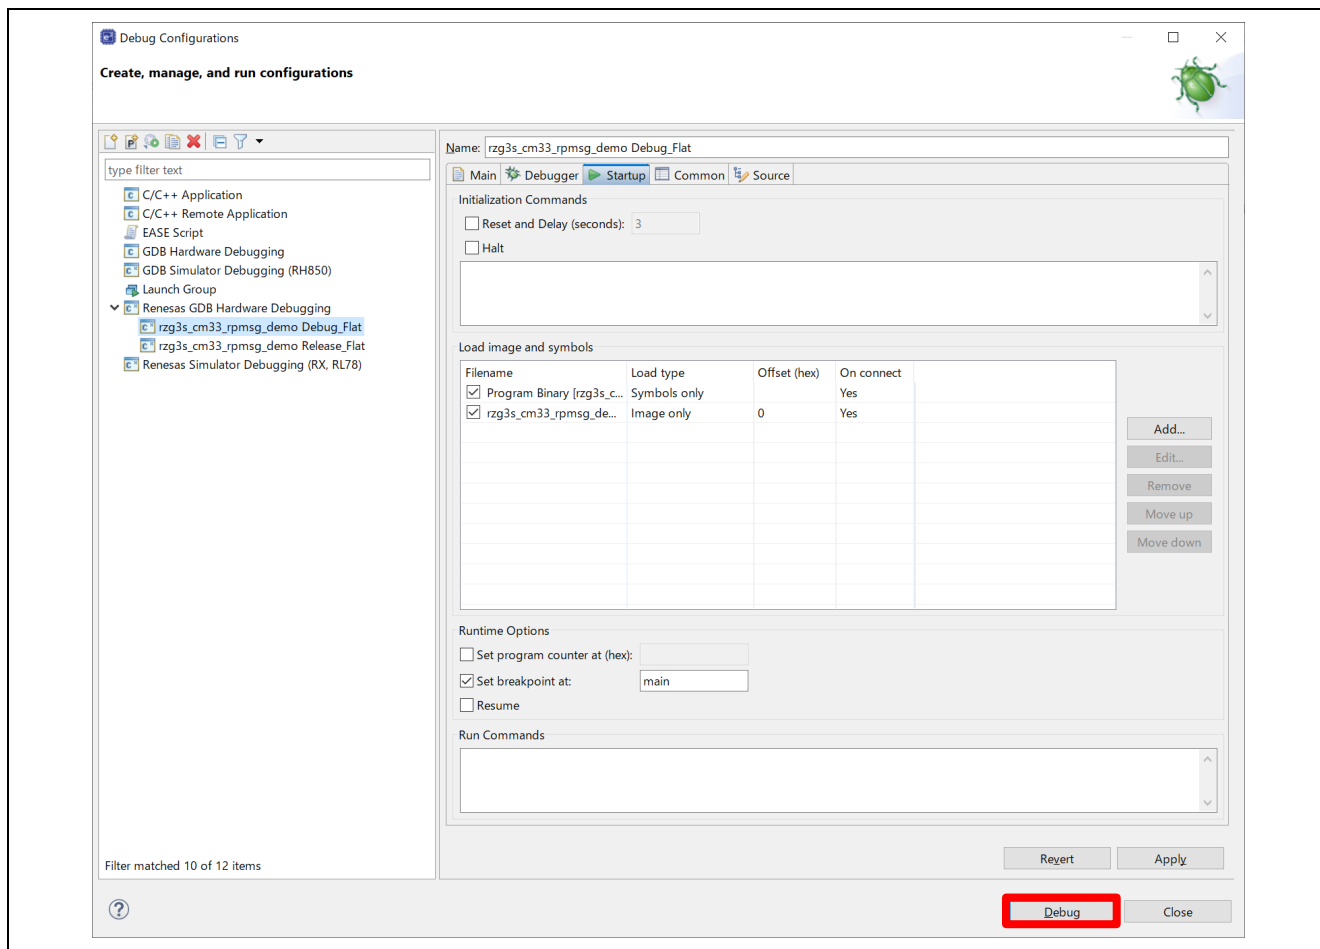 Debug Configurations
Create, manage, and run configurations
type filter text
C/C++ Application
C/C++ Remote Application
EASE Script
GDB Hardware Debugging
GDB Simulator Debugging (RH850)
Launch Group
Renesas GDB Hardware Debugging
rzg3s_cm33_rpmsg_demo Debug_Flat
rzg3s_cm33_rpmsg_demo Release_Flat
Renesas Simulator Debugging (RX, RL78)
Filter matched 10 of 12 items
Name: rzg3s_cm33_rpmsg_demo Debug_Flat
Main Debugger Startup Common Source
Initialization Commands
Reset and Delay (seconds): 3
Halt
Load image and symbols
Filename Load type Offset (hex) On connect
Program Binary [rzg3s_c... Symbols only Yes
rzg3s_cm33_rpmsg_de... Image only 0 Yes
Add...
Edit...
Remove
Move up
Move down
Runtime Options
Set program counter at (hex):
Set breakpoint at: main
Resume
Run Commands
Revert Apply
Debug Close